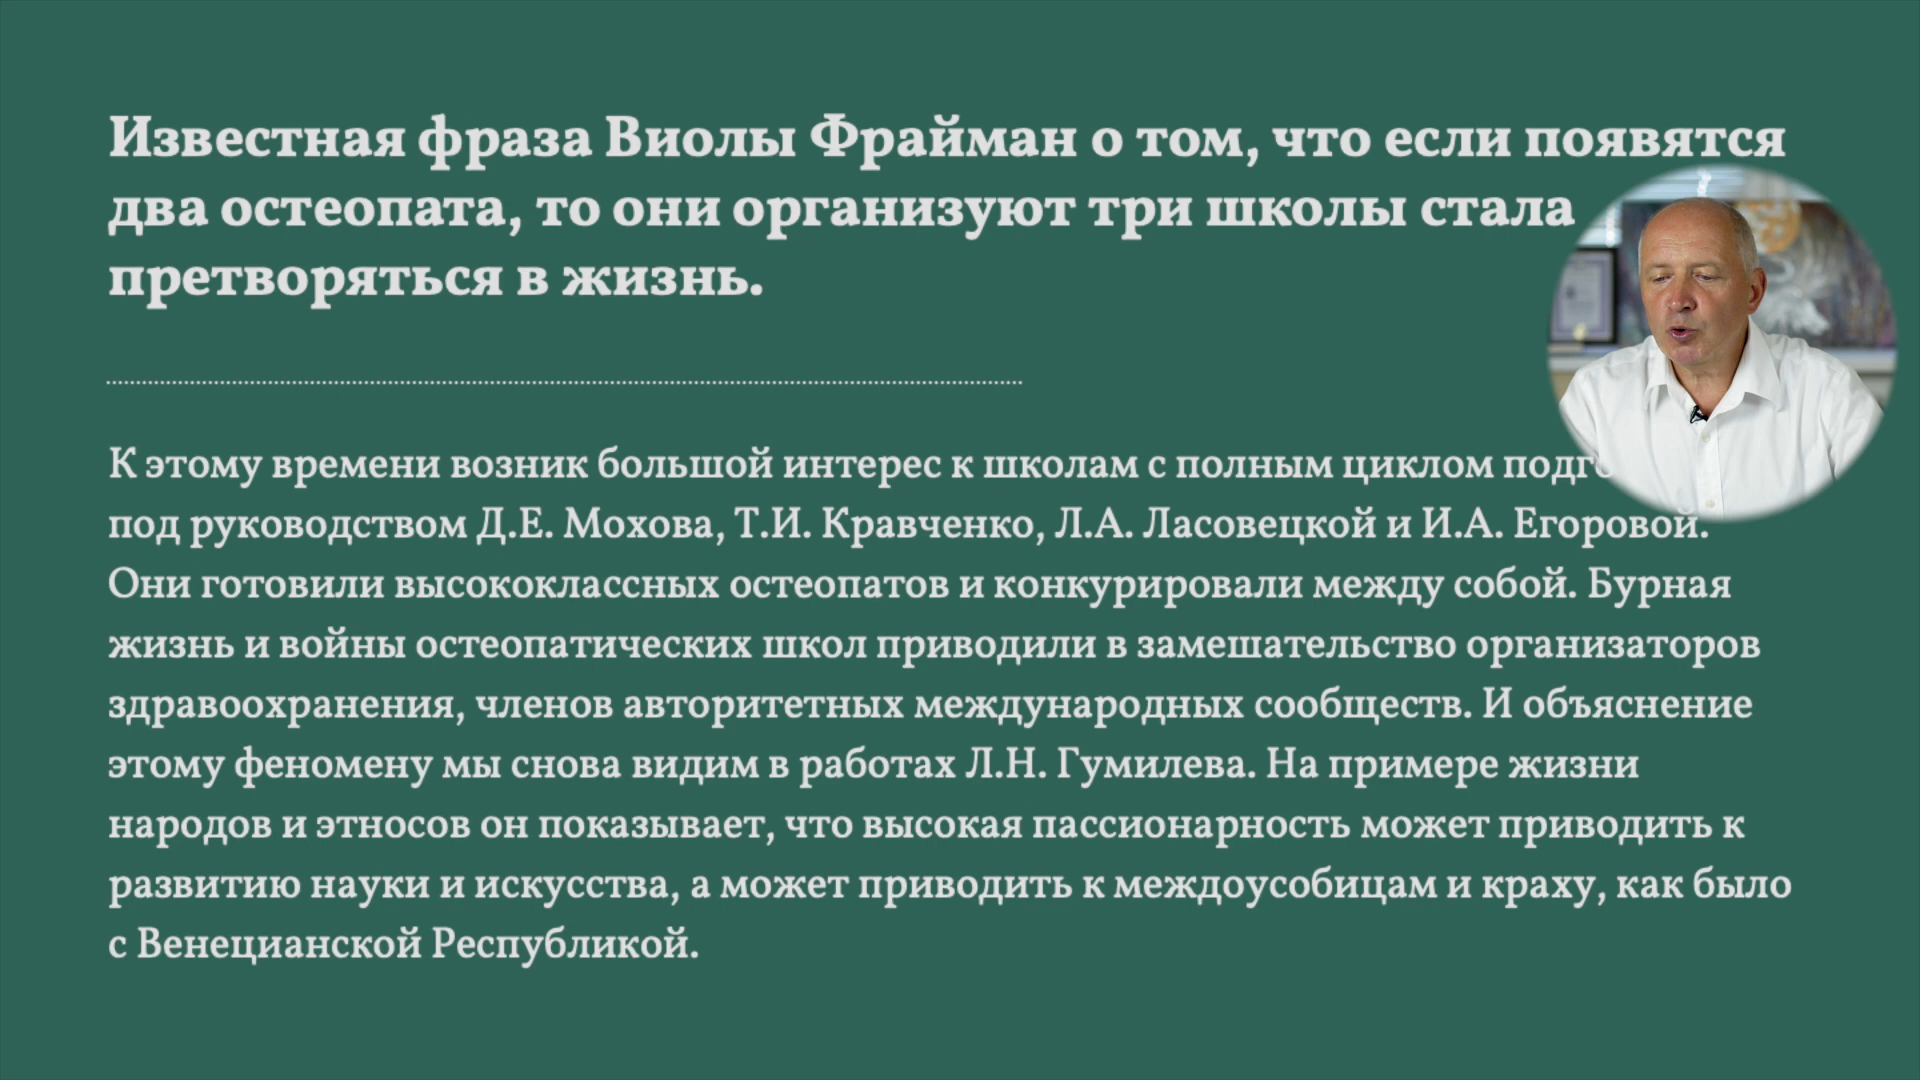 Известная фраза Виолы Фрайман о том, что если появятся
два остеопата, то они организуют три школы стала
претворяться в жизнь.
К этому времени возник большой интерес к школам с полным циклом
под руководством Д.Е. Мохова, Т.И. Кравченко, Л.А. Ласовецкой и И.А. Егоровой.
Они готовили высококлассных остеопатов и конкурировали между собой. Бурная
жизнь и войны остеопатических школ приводили в замешательство организаторов
здравоохранения, членов авторитетных международных сообществ. И объяснение
этому феномену мы снова видим в работах Л.Н. Гумилева. На примере жизни
народов и этносов он показывает, что высокая пассионарность может приводить к
развитию науки и искусства, а может приводить к междоусобицам и краху, как было
с Венецианской Республикой.